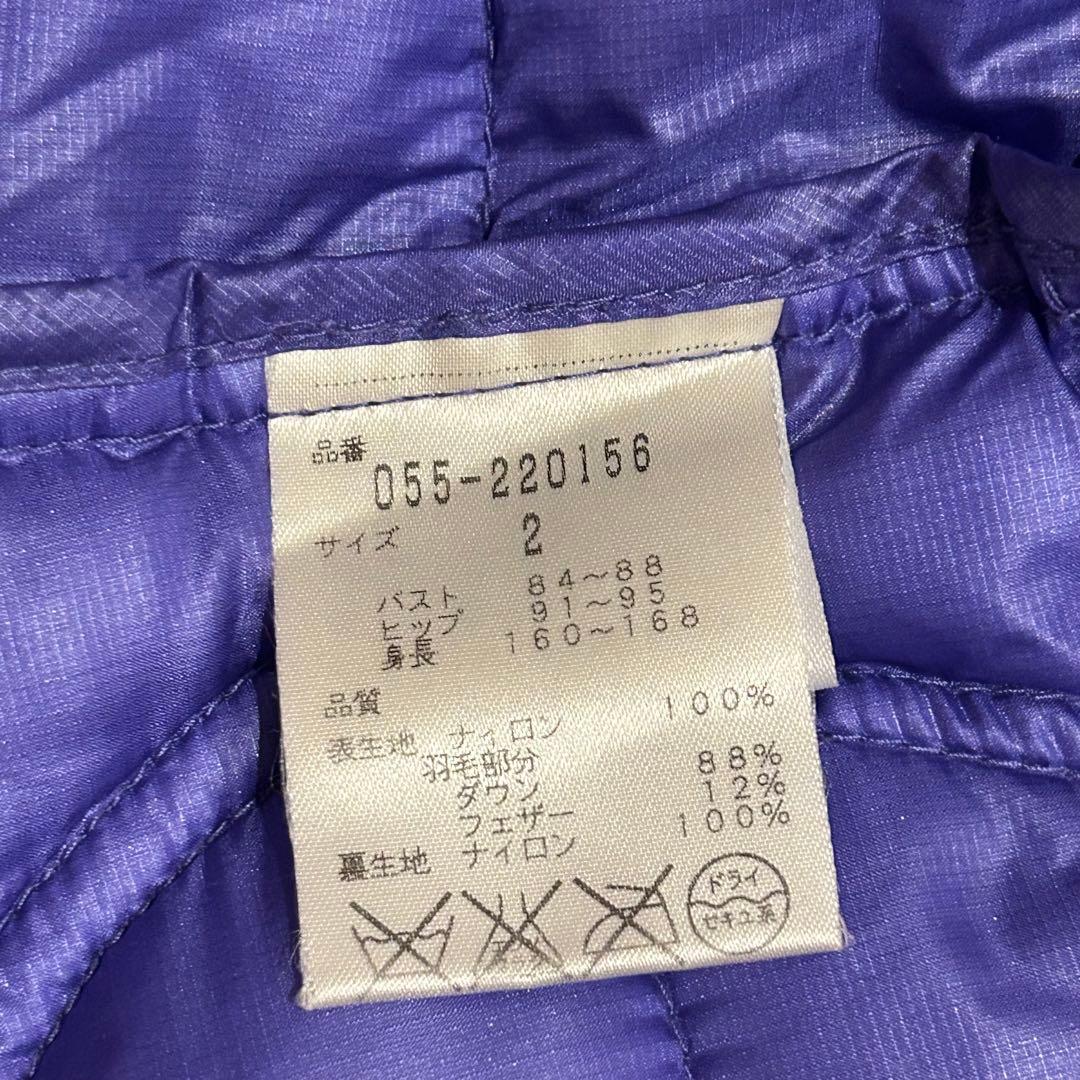 品番
055-220156
サイズ 2
バスト 84～88
ヒップ 91～95
身長 160～168
品質
表生地 ナイロン 100%
羽毛部分
ダウン 88%
フェザー 12%
裏生地 ナイロン 100%
ドライ
セキユ系